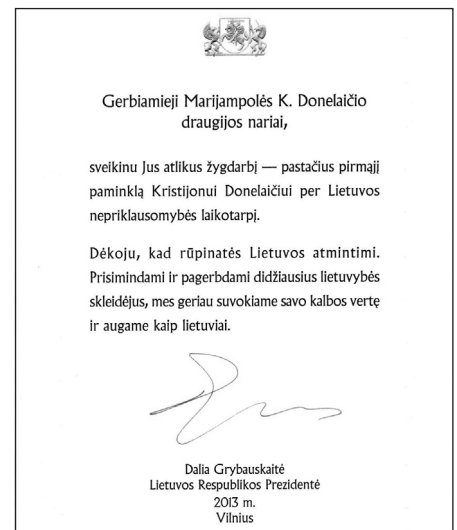 Gerbiamieji Marijampolės K. Donelaičio
draugijos nariai,
sveikinu Jus atlikus žygdarbį — pastačius pirmąjį
paminklą Kristijonui Donelaičiui per Lietuvos
nepriklausomybės laikotarpį.
Dėkoju, kad rūpinatės Lietuvos atmintimi.
Prisimindami ir pagerbdami didžiausius lietuvybės
skleidėjus, mes geriau suvokiame savo kalbos vertę
ir augame kaip lietuviai.
Dalia Grybauskaitė
Lietuvos Respublikos Prezidentė
2013 m.
Vilnius